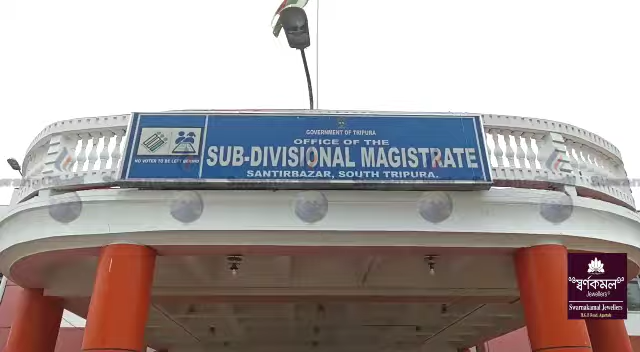 GOVERNMENT OF TRIPURA
OFFICE OF THE
SUB-DIVISIONAL MAGISTRATE
SANTIRBAZAR, SOUTH TRIPURA.
NO VOTER TO BE LEFT BEHIND
স্বর্ণকমল
Jewellers
Swarnakamal Jewellers